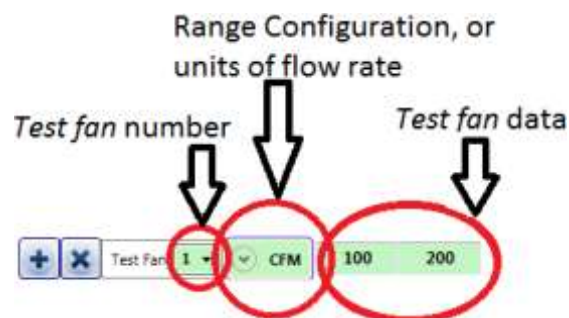 Range Configuration, or
units of flow rate
Test fan number
Test fan data
Test Fan 1 CFM 100 200